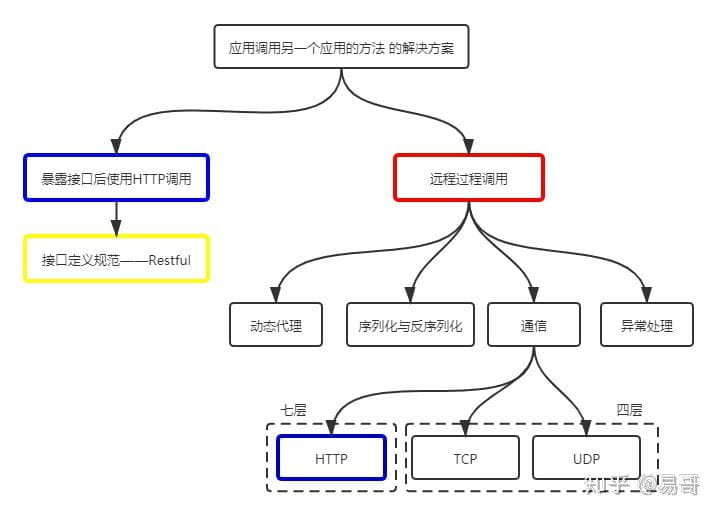 应用调用另一个应用的方法 的解决方案
暴露接口后使用HTTP调用
远程过程调用
接口定义规范——Restful
动态代理
序列化与反序列化
通信
异常处理
七层
四层
HTTP
TCP
UDP
知乎 @易哥